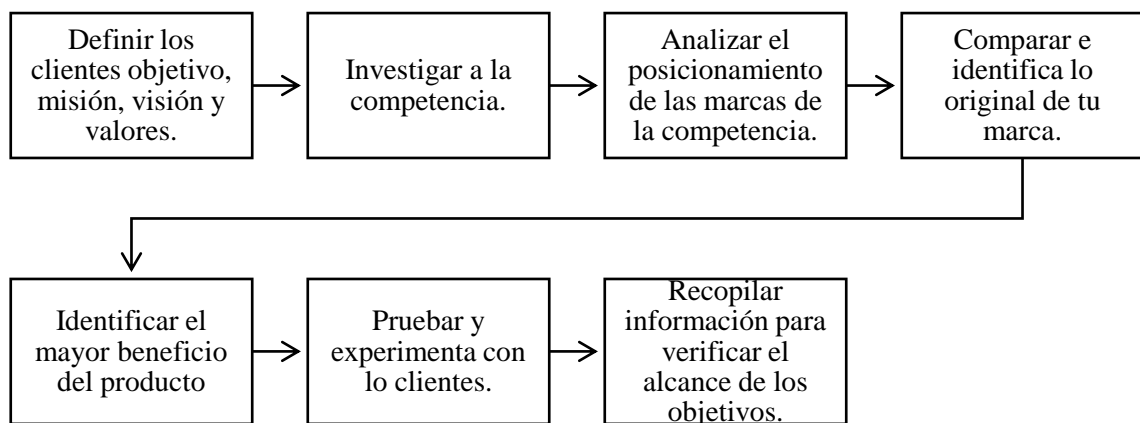 Definir los
clientes objetivo,
misión, visión y
valores.
Investigar a la
competencia.
Analizar el
posicionamiento
de las marcas de
la competencia.
Comparar e
identifica lo
original de tu
marca.
Identificar el
mayor beneficio
del producto
Pruebar y
experimenta con
lo clientes.
Recopilar
información para
verificar el
alcance de los
objetivos.